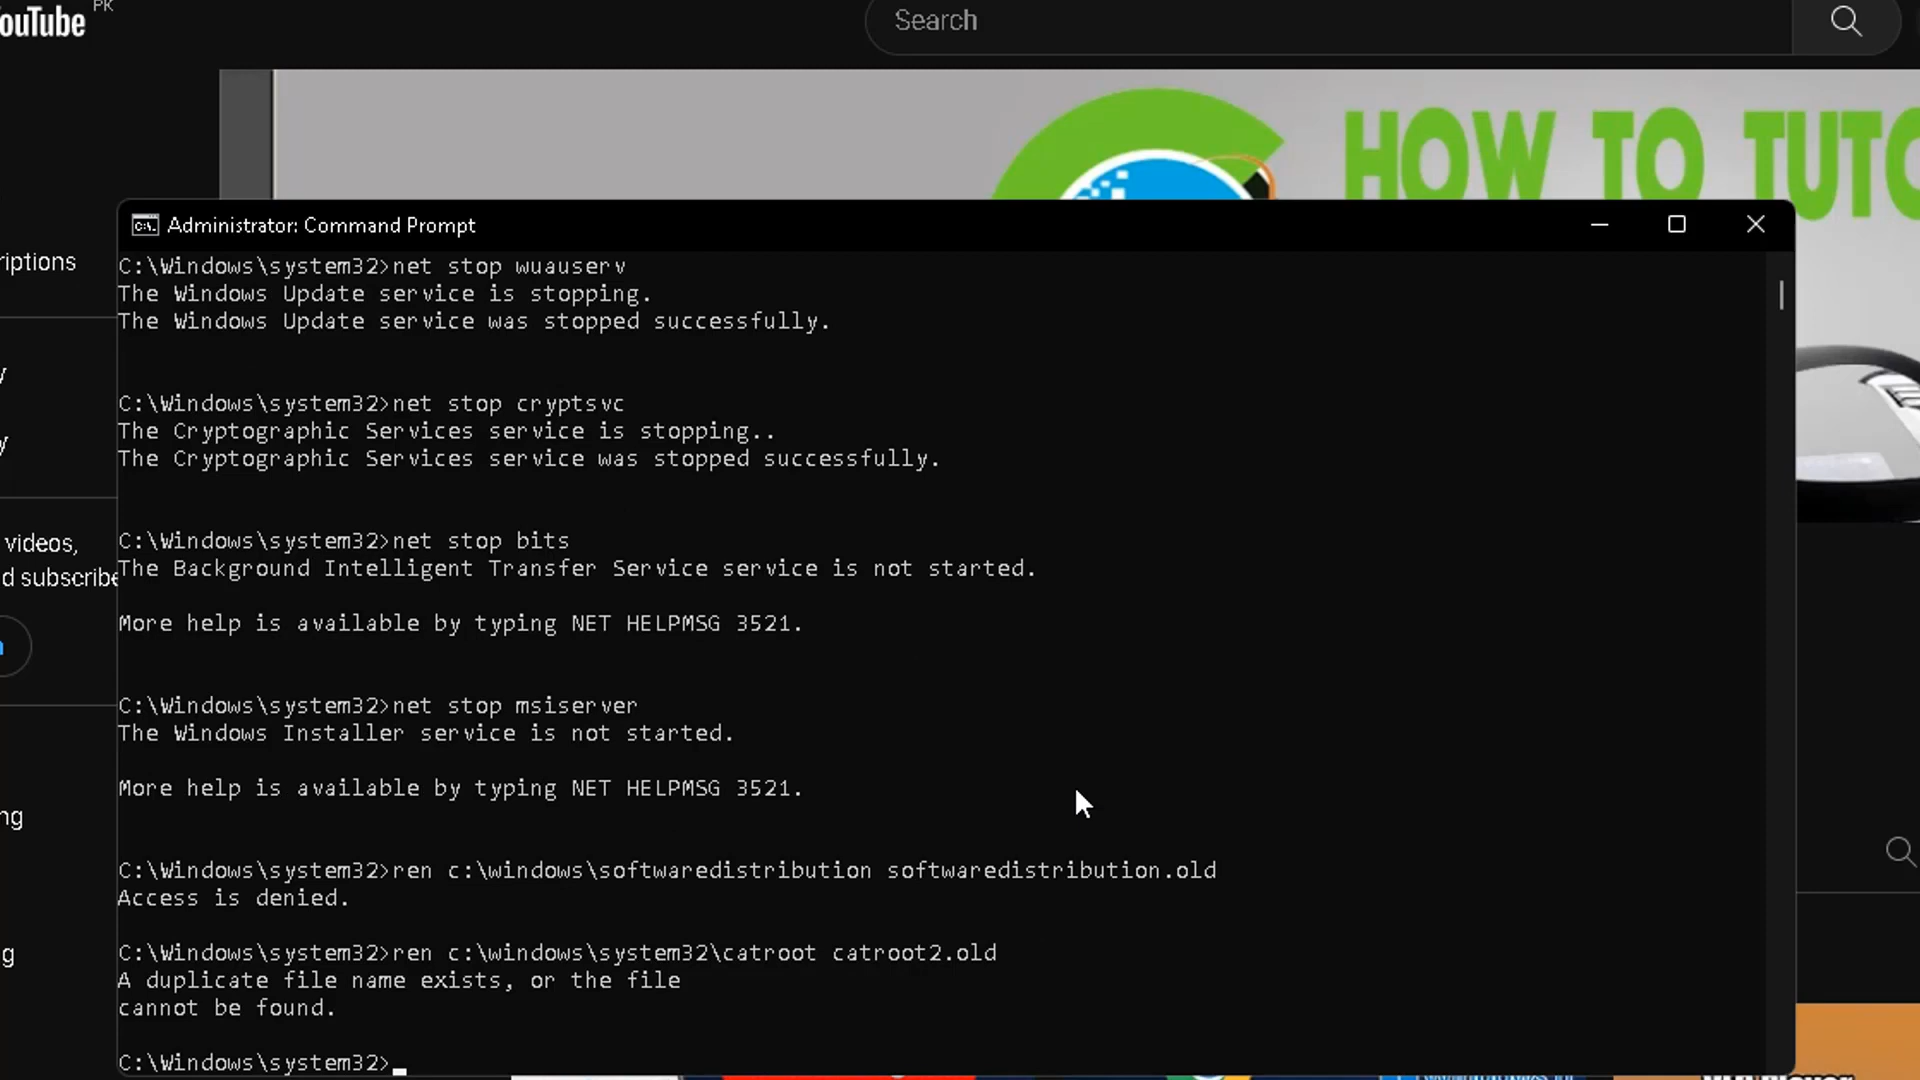 ouTube PK
Search
HOW TO TUTO
Administrator: Command Prompt
C:\Windows\system32>net stop wuauserv
riptions
The Windows Update service is stopping.
The Windows Update service was stopped successfully.
y
C:\Windows\system32>net stop cryptsvc
The Cryptographic Services service is stopping..
y
The Cryptographic Services service was stopped successfully.
videos,
C:\Windows\system32>net stop bits
d subscribe
The Background Intelligent Transfer Service service is not started.
More help is available by typing NET HELPMSG 3521.
n
C:\Windows\system32>net stop msiserver
The Windows Installer service is not started.
More help is available by typing NET HELPMSG 3521.
ng
C:\Windows\system32>ren c:\windows\softwaredistribution softwaredistribution.old
Access is denied.
g
C:\Windows\system32>ren c:\windows\system32\catroot catroot2.old
A duplicate file name exists, or the file
cannot be found.
C:\Windows\system32>